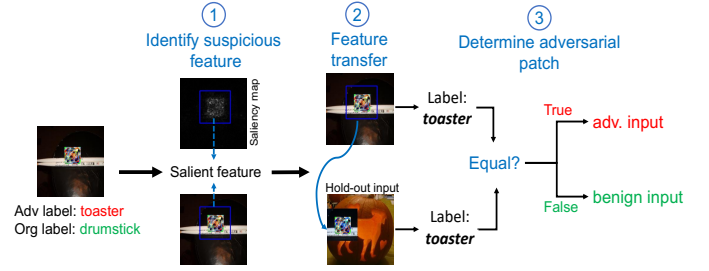 1
Identify suspicious
feature
2
Feature
transfer
3
Determine adversarial
patch
Saliency map
Salient feature
Adv label: toaster
Org label: drumstick
Label:
toaster
Hold-out input
Label:
toaster
Equal?
True
adv. input
False
benign input